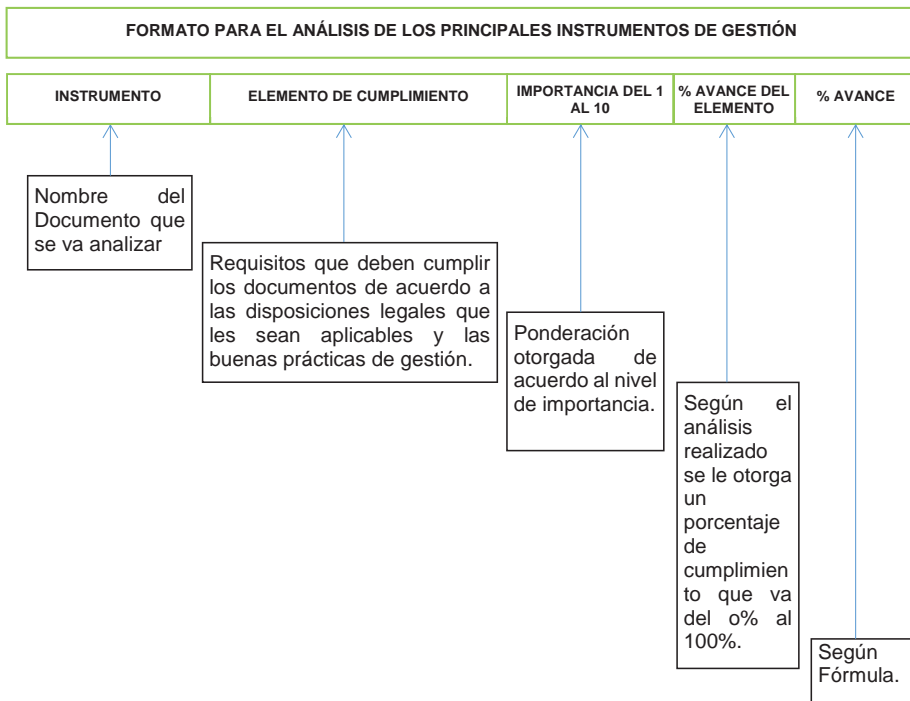 FORMATO PARA EL ANÁLISIS DE LOS PRINCIPALES INSTRUMENTOS DE GESTIÓN
INSTRUMENTO
ELEMENTO DE CUMPLIMIENTO
IMPORTANCIA DEL 1
AL 10
% AVANCE DEL
ELEMENTO
% AVANCE
Nombre del
Documento que
se va analizar
Requisitos que deben cumplir
los documentos de acuerdo a
las disposiciones legales que
les sean aplicables y las
buenas prácticas de gestión.
Ponderación
otorgada de
acuerdo al nivel
de importancia.
Según el
análisis
realizado
se le otorga
un
porcentaje
de
cumplimien
to que va
del o% al
100%.
Según
Fórmula.